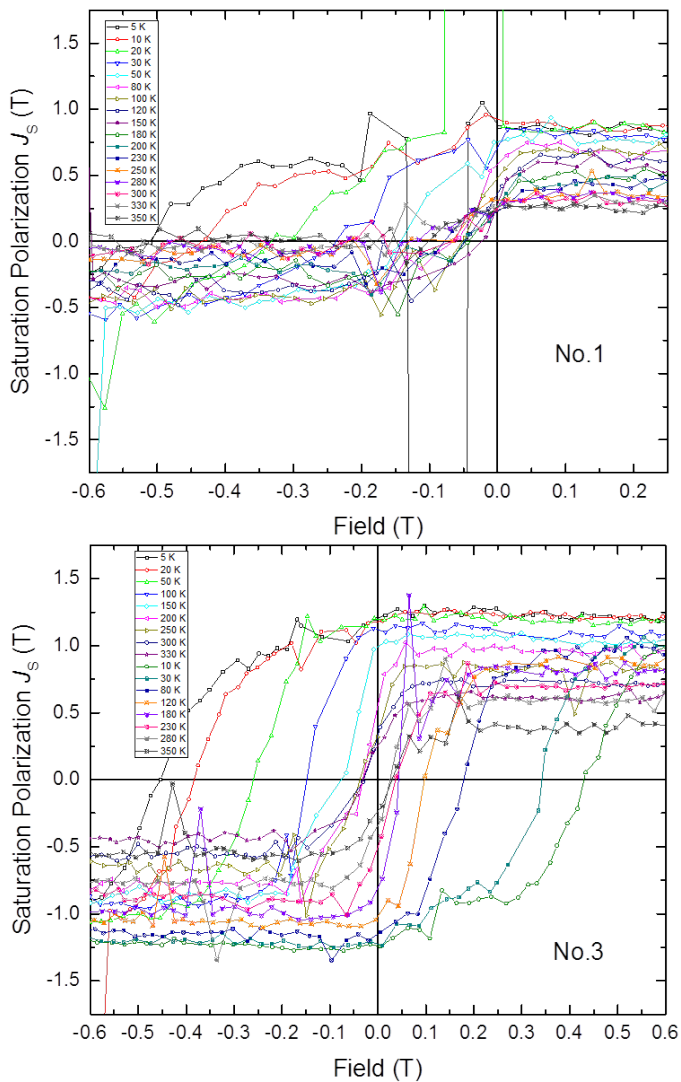 Saturation Polarization Js (T)
1.5
1.0
0.5
0.0
-0.5
-1.0
-1.5
5 K
10 K
20 K
30 K
50 K
80 K
100 K
120 K
150 K
180 K
200 K
230 K
250 K
280 K
300 K
330 K
350 K
No.1
-0.6 -0.5 -0.4 -0.3 -0.2 -0.1 0.0 0.1 0.2
Field (T)
Saturation Polarization Js (T)
1.5
1.0
0.5
0.0
-0.5
-1.0
-1.5
5 K
20 K
50 K
100 K
150 K
200 K
250 K
300 K
330 K
10 K
30 K
80 K
120 K
180 K
230 K
280 K
350 K
No.3
-0.6 -0.5 -0.4 -0.3 -0.2 -0.1 0.0 0.1 0.2 0.3 0.4 0.5 0.6
Field (T)